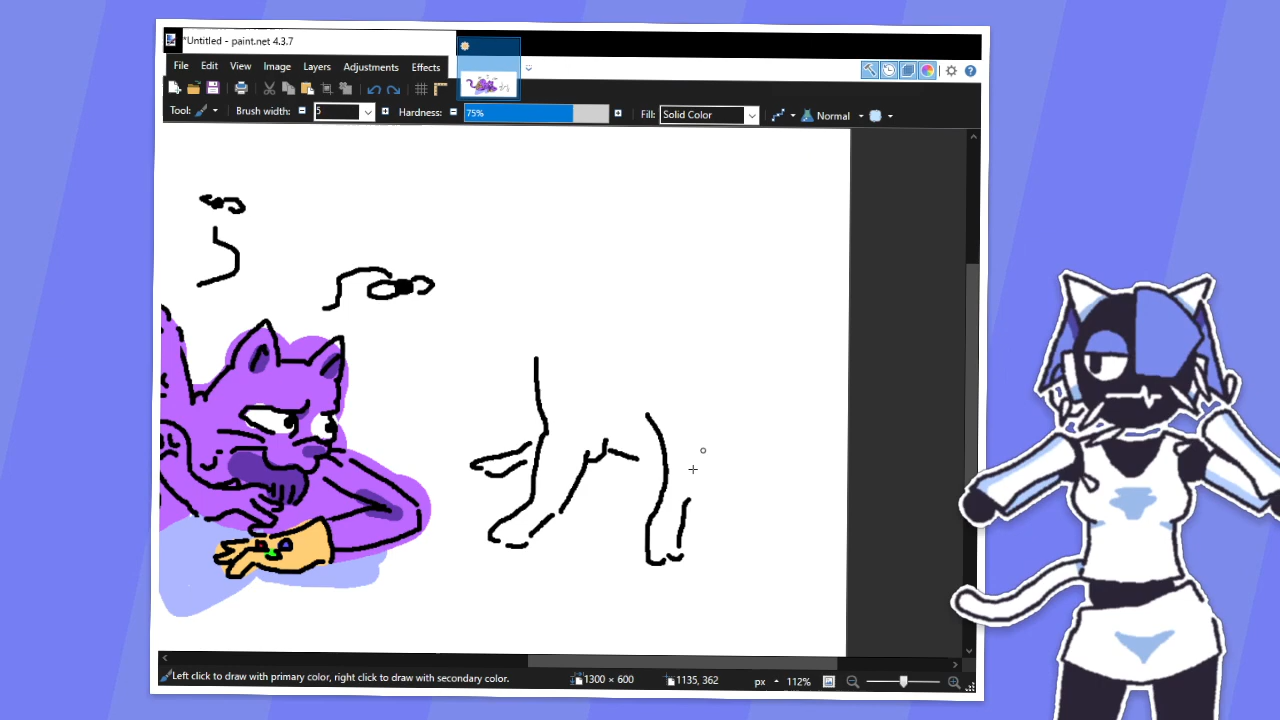 *Untitled - paint.net 4.3.7
File Edit View Image Layers Adjustments Effects
Tool: Brush width: 5 Hardness: 75% Fill: Solid Color Normal
Left click to draw with primary color, right click to draw with secondary color. 1300 × 600 1135, 362 px 112%